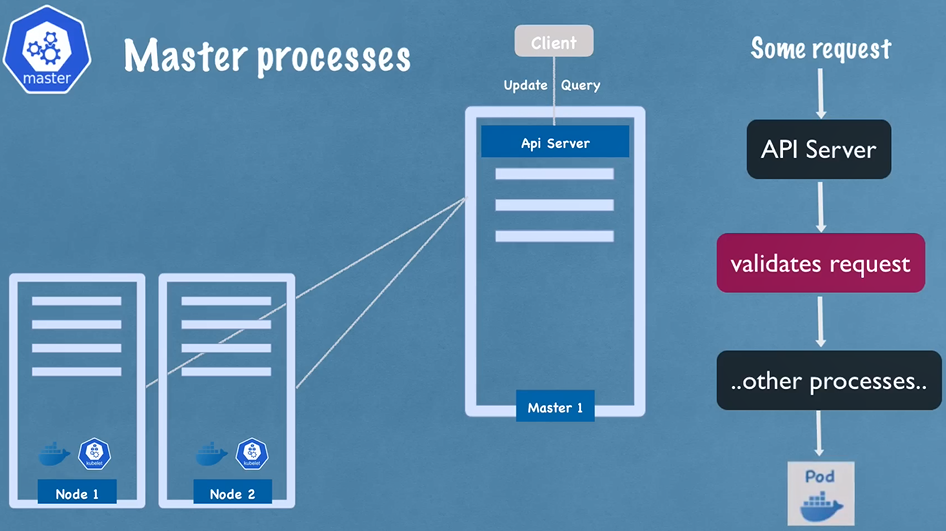 master
Master processes
Client
Update
Query
Api Server
Master 1
kubelet
Node 1
kubelet
Node 2
Some request
API Server
validates request
..other processes..
Pod